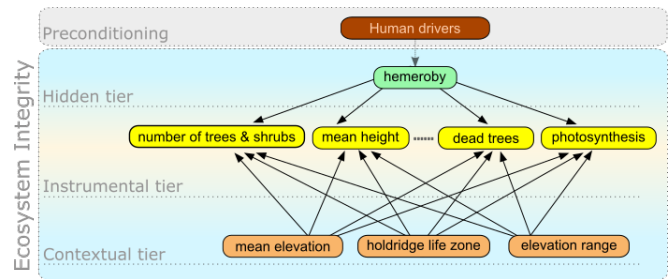 Preconditioning
Human drivers
Ecosystem Integrity
hemeroby
Hidden tier
number of trees & shrubs
mean height
dead trees
photosynthesis
Instrumental tier
mean elevation
holdridge life zone
elevation range
Contextual tier